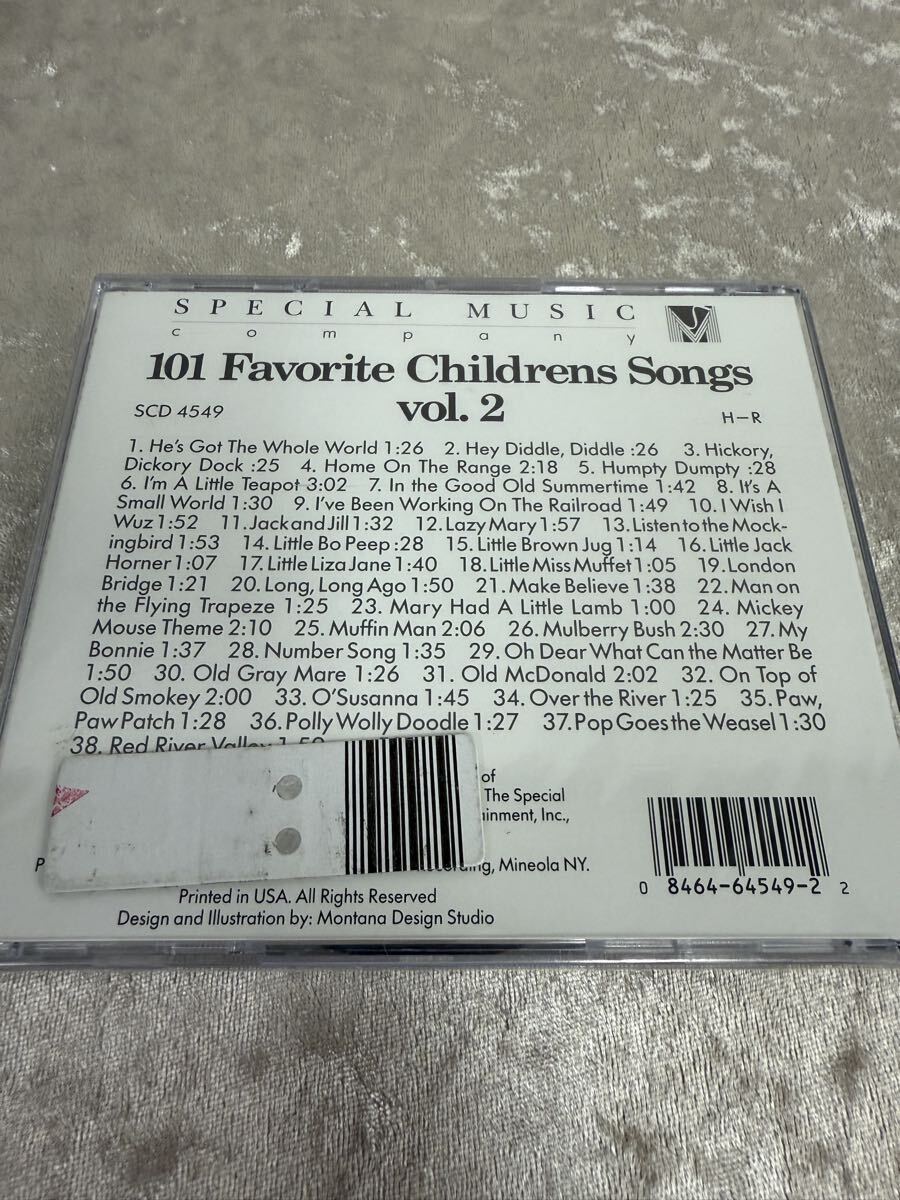 SPECIAL MUSIC
company
101 Favorite Childrens Songs
vol. 2
SCD 4549
H–R
1. He's Got The Whole World 1:26 2. Hey Diddle, Diddle :26 3. Hickory,
Dickory Dock :25 4. Home On The Range 2:18 5. Humpty Dumpty :28
6. I'm A Little Teapot 3:02 7. In the Good Old Summertime 1:42 8. It's A
Small World 1:30 9. I've Been Working On The Railroad 1:49 10. I Wish I
Wuz 1:52 11. Jack and Jill 1:32 12. Lazy Mary 1:57 13. Listen to the Mock-
ingbird 1:53 14. Little Bo Peep :28 15. Little Brown Jug 1:14 16. Little Jack
Horner 1:07 17. Little Liza Jane 1:40 18. Little Miss Muffet 1:05 19. London
Bridge 1:21 20. Long, Long Ago 1:50 21. Make Believe 1:38 22. Man on
the Flying Trapeze 1:25 23. Mary Had A Little Lamb 1:00 24. Mickey
Mouse Theme 2:10 25. Muffin Man 2:06 26. Mulberry Bush 2:30 27. My
Bonnie 1:37 28. Number Song 1:35 29. Oh Dear What Can the Matter Be
1:50 30. Old Gray Mare 1:26 31. Old McDonald 2:02 32. On Top of
Old Smokey 2:00 33. O'Susanna 1:45 34. Over the River 1:25 35. Paw,
Paw Patch 1:28 36. Polly Wolly Doodle 1:27 37. Pop Goes the Weasel 1:30
38. Red River Valley 1:50
of
The Special
Inc.,
Mineola NY.
Printed in USA. All Rights Reserved
Design and Illustration by: Montana Design Studio
0 8464-64549-2 2